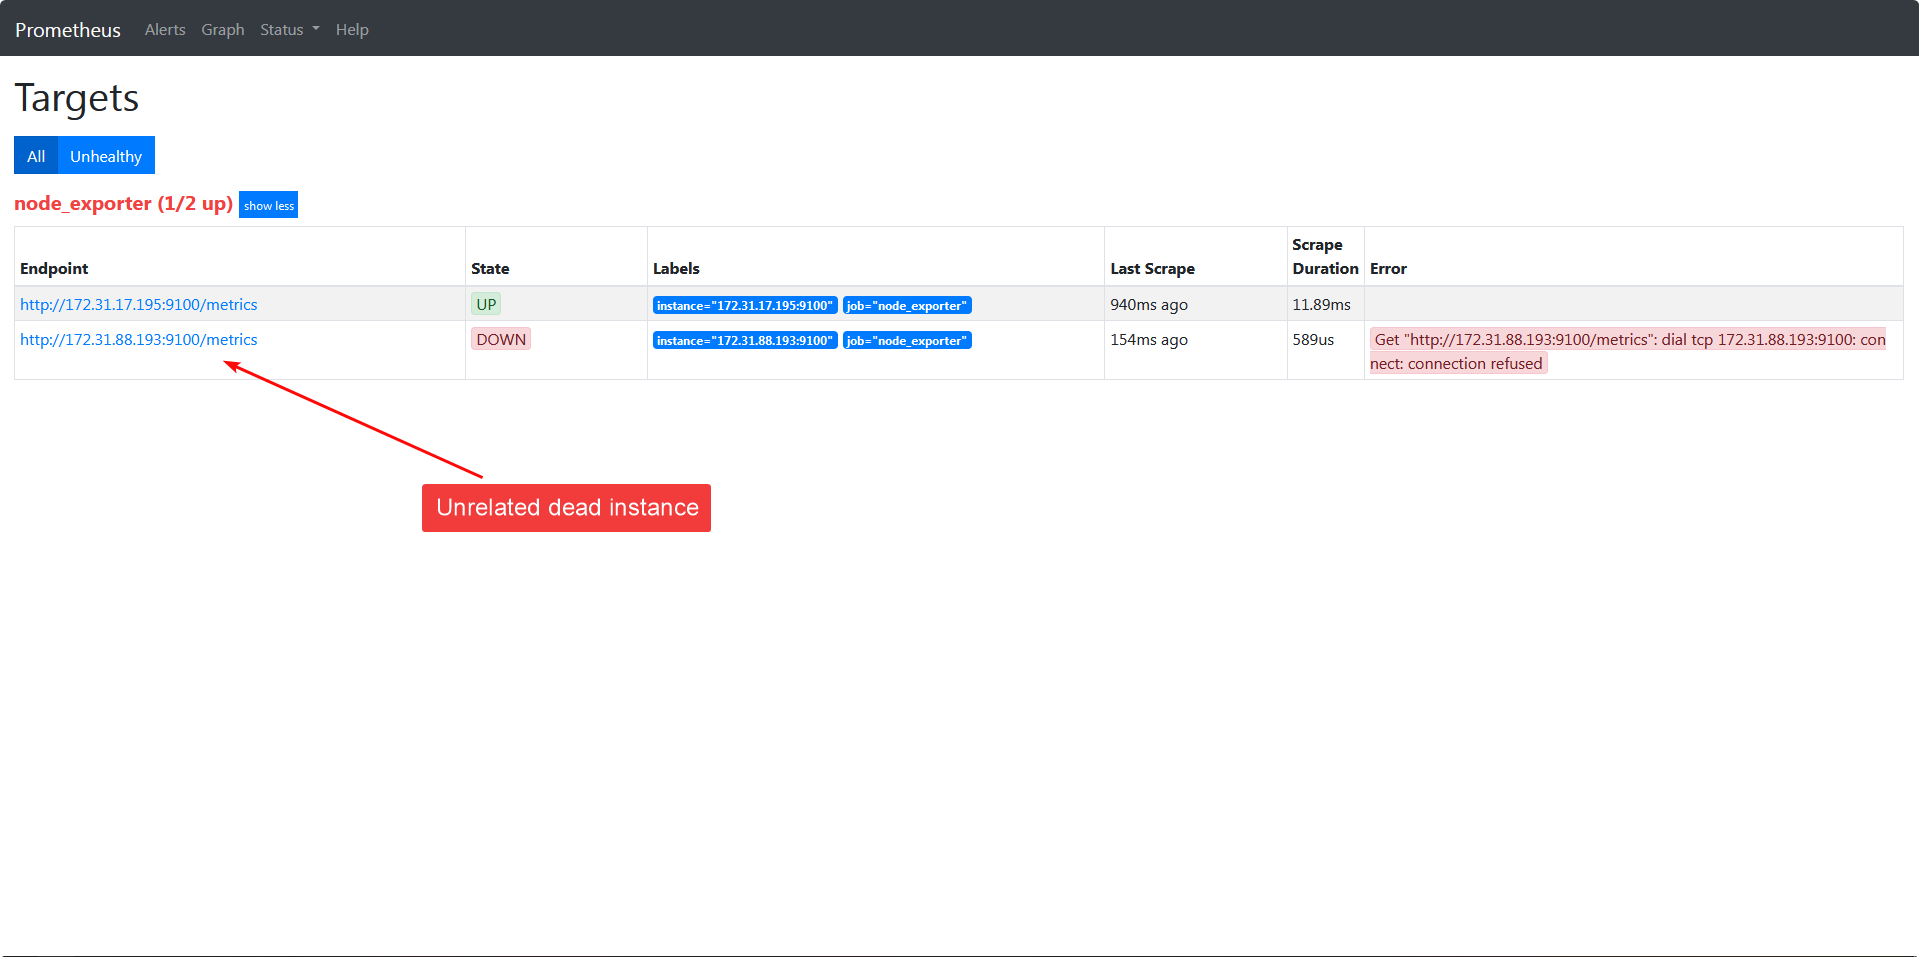 Prometheus Alerts Graph Status Help
Targets
All Unhealthy
node_exporter (1/2 up) show less
Endpoint State Labels Last Scrape Scrape Duration Error
http://172.31.17.195:9100/metrics UP instance="172.31.17.195:9100" job="node_exporter" 940ms ago 11.89ms
http://172.31.88.193:9100/metrics DOWN instance="172.31.88.193:9100" job="node_exporter" 154ms ago 589us Get "http://172.31.88.193:9100/metrics": dial tcp 172.31.88.193:9100: con
nect: connection refused
Unrelated dead instance